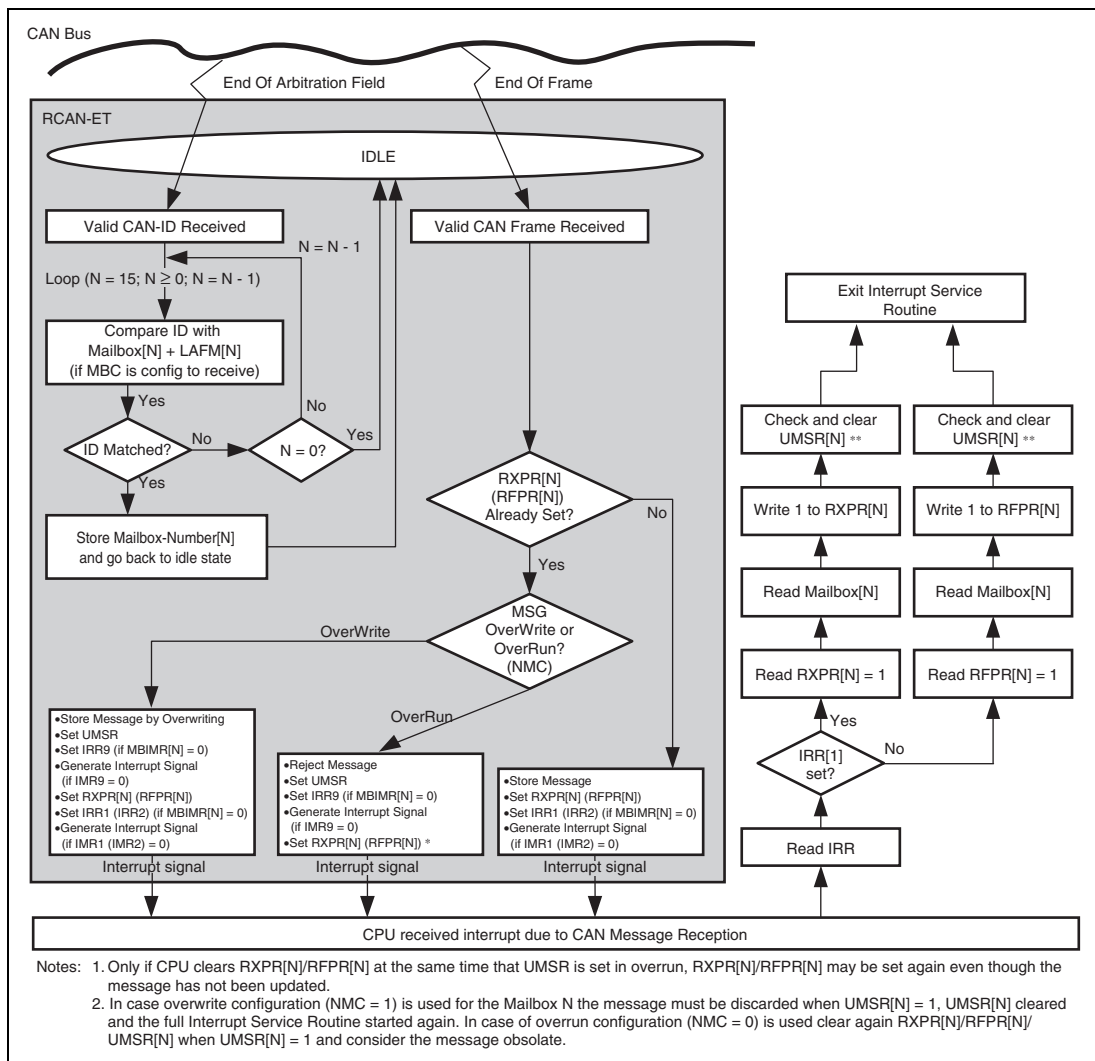 CAN Bus
End Of Arbitration Field
End Of Frame
RCAN-ET
IDLE
Valid CAN-ID Received
Valid CAN Frame Received
N = N - 1
Loop (N = 15; N ≥ 0; N = N - 1)
Compare ID with
Mailbox[N] + LAFM[N]
(if MBC is config to receive)
Yes
No
ID Matched?
No
N = 0?
Yes
Yes
Store Mailbox-Number[N]
and go back to idle state
RXPR[N]
(RFPR[N])
Already Set?
No
Yes
MSG
OverWrite or
OverRun?
(NMC)
OverWrite
OverRun
•Store Message by Overwriting
•Set UMSR
•Set IRR9 (if MBIMR[N] = 0)
•Generate Interrupt Signal
(if IMR9 = 0)
•Set RXPR[N] (RFPR[N])
•Set IRR1 (IRR2) (if MBIMR[N] = 0)
•Generate Interrupt Signal
(if IMR1 (IMR2) = 0)
•Reject Message
•Set UMSR
•Set IRR9 (if MBIMR[N] = 0)
•Generate Interrupt Signal
(if IMR9 = 0)
•Set RXPR[N] (RFPR[N]) *
•Store Message
•Set RXPR[N] (RFPR[N])
•Set IRR1 (IRR2) (if MBIMR[N] = 0)
•Generate Interrupt Signal
(if IMR1 (IMR2) = 0)
Interrupt signal
Interrupt signal
Interrupt signal
Exit Interrupt Service
Routine
Check and clear
UMSR[N] **
Check and clear
UMSR[N] **
Write 1 to RXPR[N]
Write 1 to RFPR[N]
Read Mailbox[N]
Read Mailbox[N]
Read RXPR[N] = 1
Read RFPR[N] = 1
Yes
No
IRR[1]
set?
Read IRR
CPU received interrupt due to CAN Message Reception
Notes: 1. Only if CPU clears RXPR[N]/RFPR[N] at the same time that UMSR is set in overrun, RXPR[N]/RFPR[N] may be set again even though the
message has not been updated.
2. In case overwrite configuration (NMC = 1) is used for the Mailbox N the message must be discarded when UMSR[N] = 1, UMSR[N] cleared
and the full Interrupt Service Routine started again. In case of overrun configuration (NMC = 0) is used clear again RXPR[N]/RFPR[N]/
UMSR[N] when UMSR[N] = 1 and consider the message obsolate.